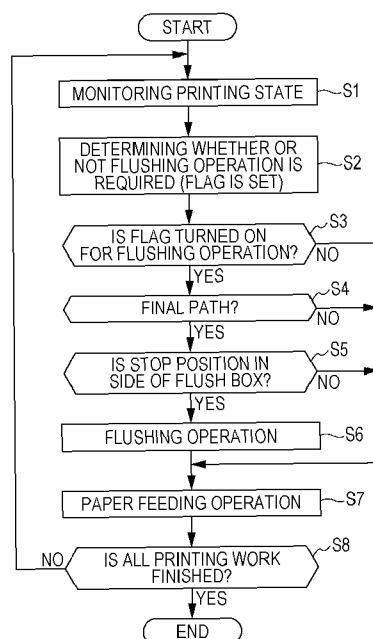 START
MONITORING PRINTING STATE
S1
DETERMINING WHETHER OR
NOT FLUSHING OPERATION IS
REQUIRED (FLAG IS SET)
S2
S3
IS FLAG TURNED ON
FOR FLUSHING OPERATION?
NO
YES
S4
FINAL PATH?
NO
YES
S5
IS STOP POSITION IN
SIDE OF FLUSH BOX?
NO
YES
FLUSHING OPERATION
S6
PAPER FEEDING OPERATION
S7
S8
NO
IS ALL PRINTING WORK
FINISHED?
YES
END